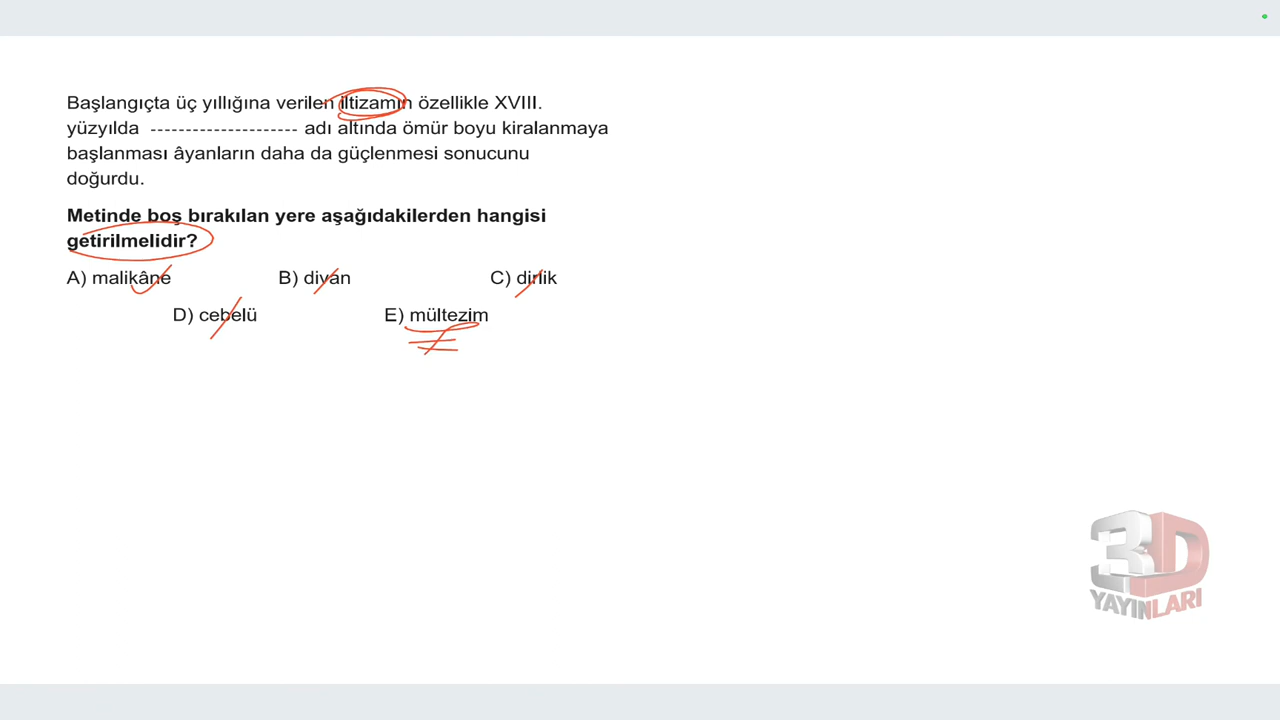 Başlangıçta üç yıllığına verilen iltizamın özellikle XVIII.
yüzyılda --------------------- adı altında ömür boyu kiralanmaya
başlanması âyanların daha da güçlenmesi sonucunu
doğurdu.
Metinde boş bırakılan yere aşağıdakilerden hangisi
getirilmelidir?
A) malikâne B) divan C) dirlik
D) cebelü E) mültezim
3D
YAYINLARI